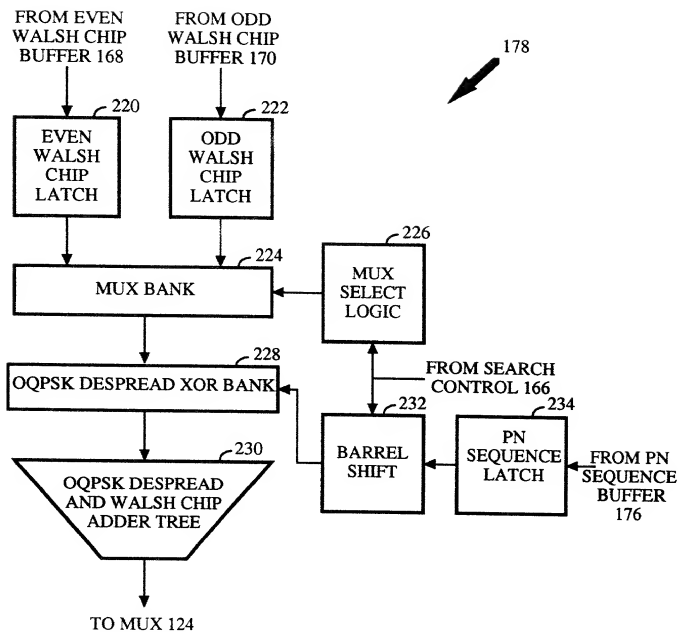 FROM EVEN
WALSH CHIP
BUFFER 168
FROM ODD
WALSH CHIP
BUFFER 170
178
220
EVEN
WALSH
CHIP
LATCH
222
ODD
WALSH
CHIP
LATCH
224
MUX BANK
226
MUX
SELECT
LOGIC
228
OQPSK DESPREAD XOR BANK
FROM SEARCH
CONTROL 166
230
OQPSK DESPREAD
AND WALSH CHIP
ADDER TREE
232
BARREL
SHIFT
234
PN
SEQUENCE
LATCH
FROM PN
SEQUENCE
BUFFER
176
TO MUX 124